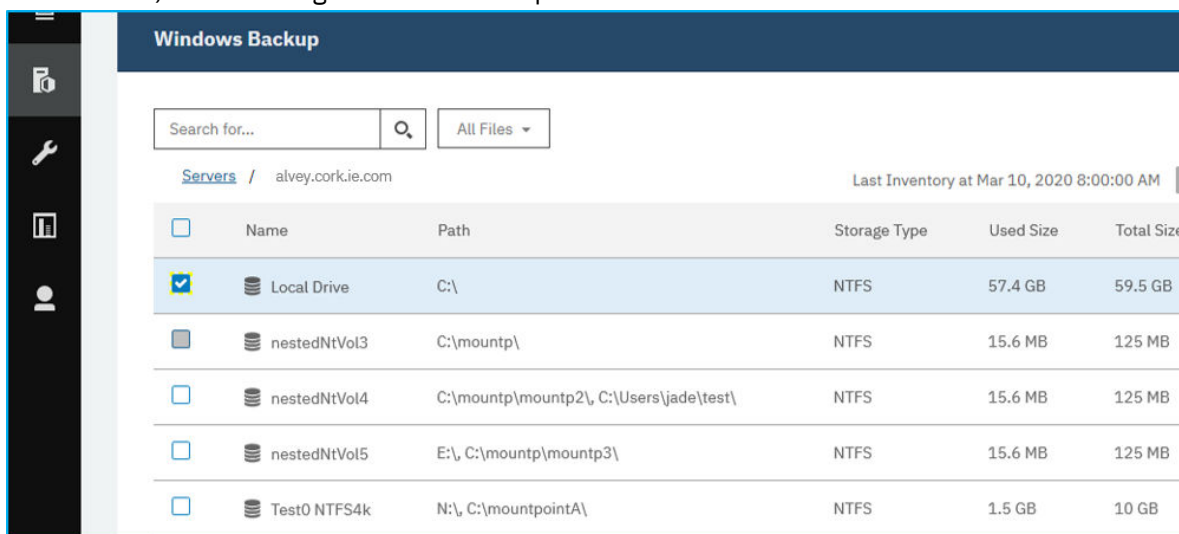 Windows Backup
Search for... All Files
Servers / alvey.cork.ie.com
Last Inventory at Mar 10, 2020 8:00:00 AM
Name Path Storage Type Used Size Total Size
Local Drive C:\ NTFS 57.4 GB 59.5 GB
nestedNtVol3 C:\mountp\ NTFS 15.6 MB 125 MB
nestedNtVol4 C:\mountp\mountp2\, C:\Users\jade\test\ NTFS 15.6 MB 125 MB
nestedNtVol5 E:\, C:\mountp\mountp3\ NTFS 15.6 MB 125 MB
Test0 NTFS4k N:\, C:\mountpointA\ NTFS 1.5 GB 10 GB